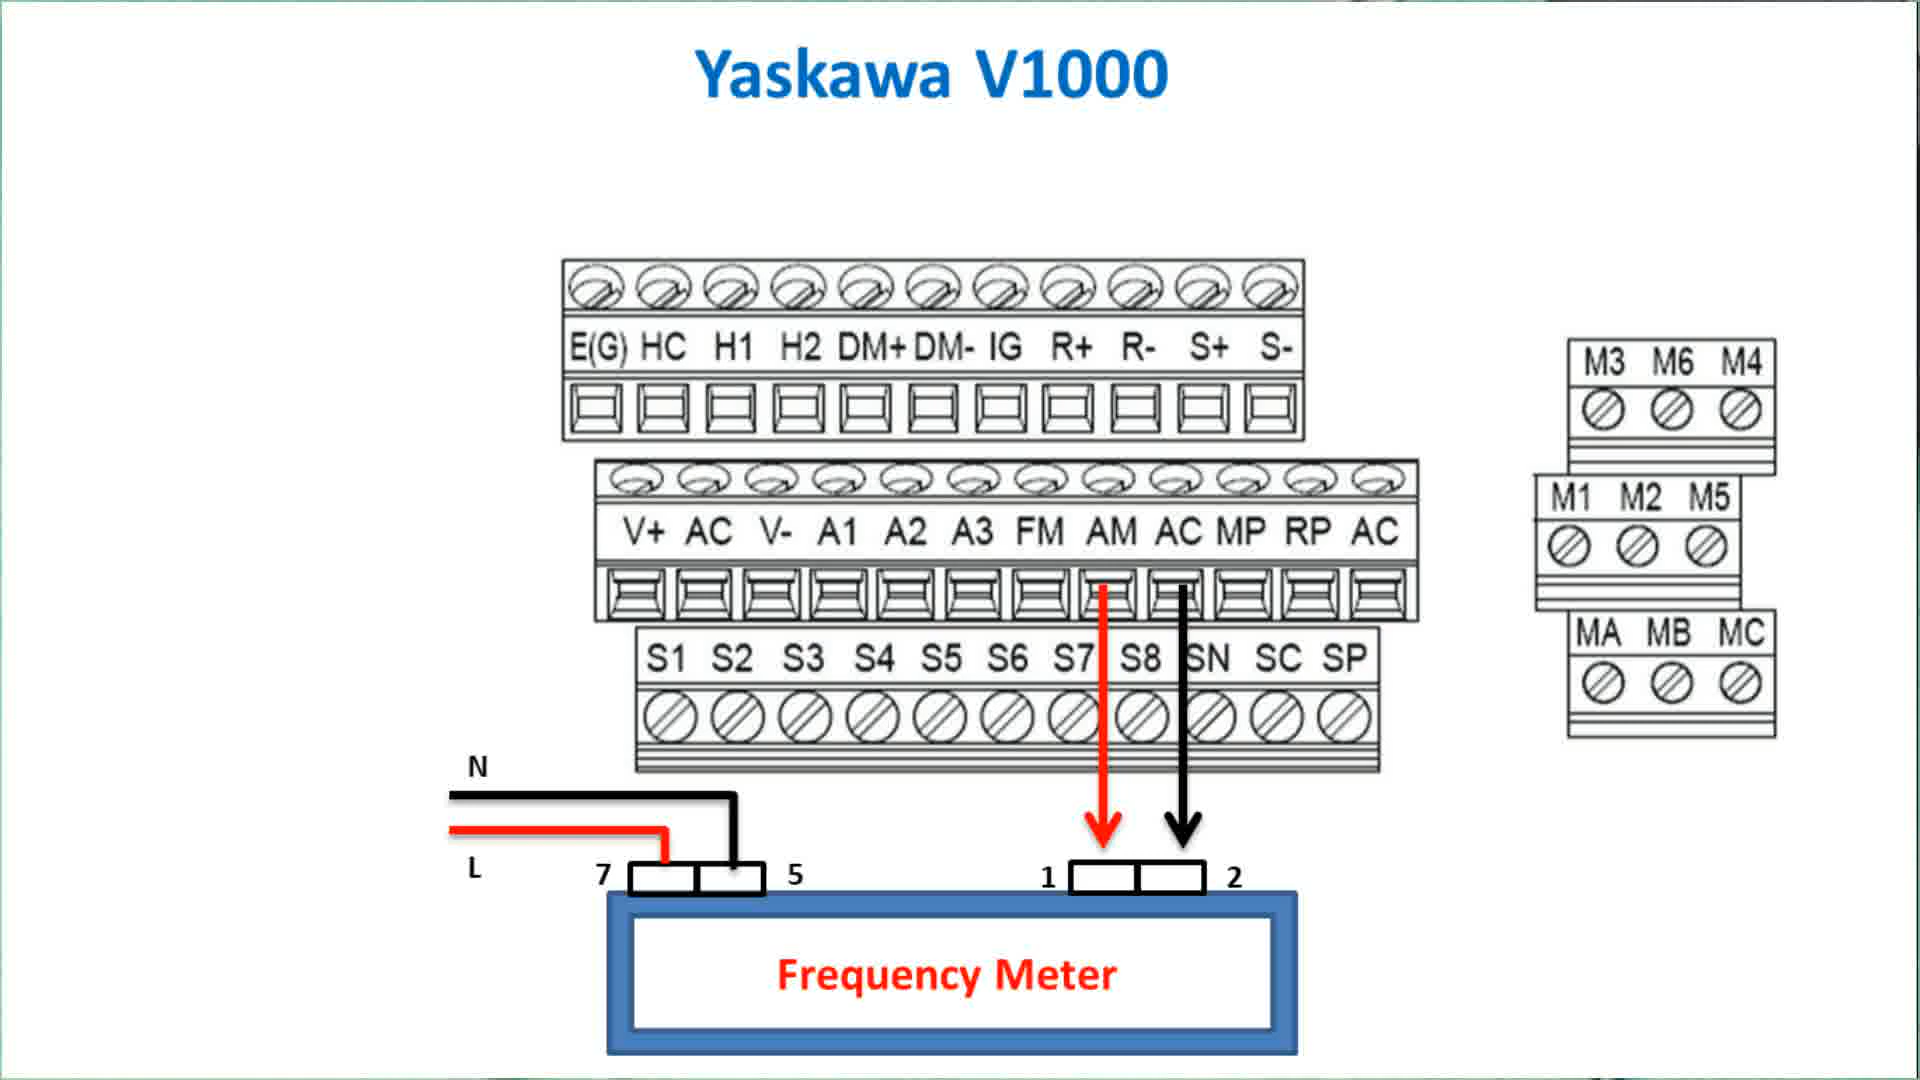 Yaskawa V1000
E(G) HC H1 H2 DM+ DM- IG R+ R- S+ S-
M3 M6 M4
V+ AC V- A1 A2 A3 FM AM AC MP RP AC
M1 M2 M5
S1 S2 S3 S4 S5 S6 S7 S8 SN SC SP
MA MB MC
N
L
7 5 1 2
Frequency Meter